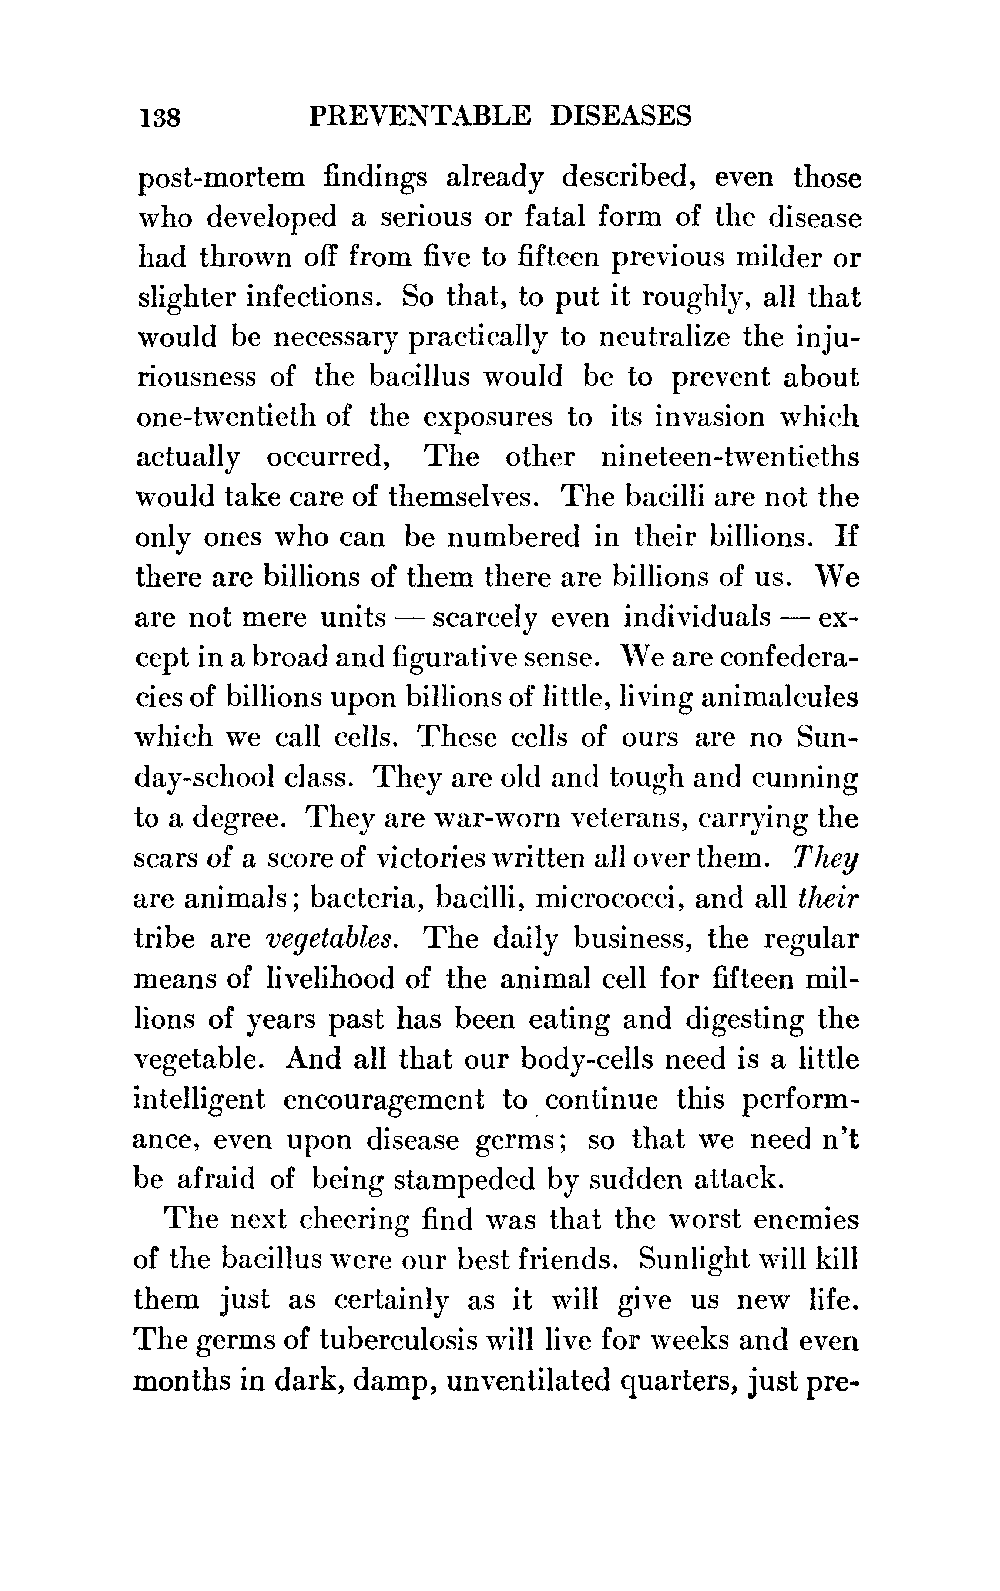 138 PREVENTABLE DISEASES
post-mortem findings already described, even those
who developed a serious or fatal form of the disease
had thrown off from five to fifteen previous milder or
slighter infections. So that, to put it roughly, all that
would be necessary practically to neutralize the inju-
riousness of the bacillus would be to prevent about
one-twentieth of the exposures to its invasion which
actually occurred, The other nineteen-twentieths
would take care of themselves. The bacilli are not the
only ones who can be numbered in their billions. If
there are billions of them there are billions of us. We
are not mere units — scarcely even individuals — ex-
cept in a broad and figurative sense. We are confedera-
cies of billions upon billions of little, living animalcules
which we call cells. These cells of ours are no Sun-
day-school class. They are old and tough and cunning
to a degree. They are war-worn veterans, carrying the
scars of a score of victories written all over them. They
are animals; bacteria, bacilli, micrococci, and all their
tribe are vegetables. The daily business, the regular
means of livelihood of the animal cell for fifteen mil-
lions of years past has been eating and digesting the
vegetable. And all that our body-cells need is a little
intelligent encouragement to continue this perform-
ance, even upon disease germs; so that we need n't
be afraid of being stampeded by sudden attack.
The next cheering find was that the worst enemies
of the bacillus were our best friends. Sunlight will kill
them just as certainly as it will give us new life.
The germs of tuberculosis will live for weeks and even
months in dark, damp, unventilated quarters, just pre-